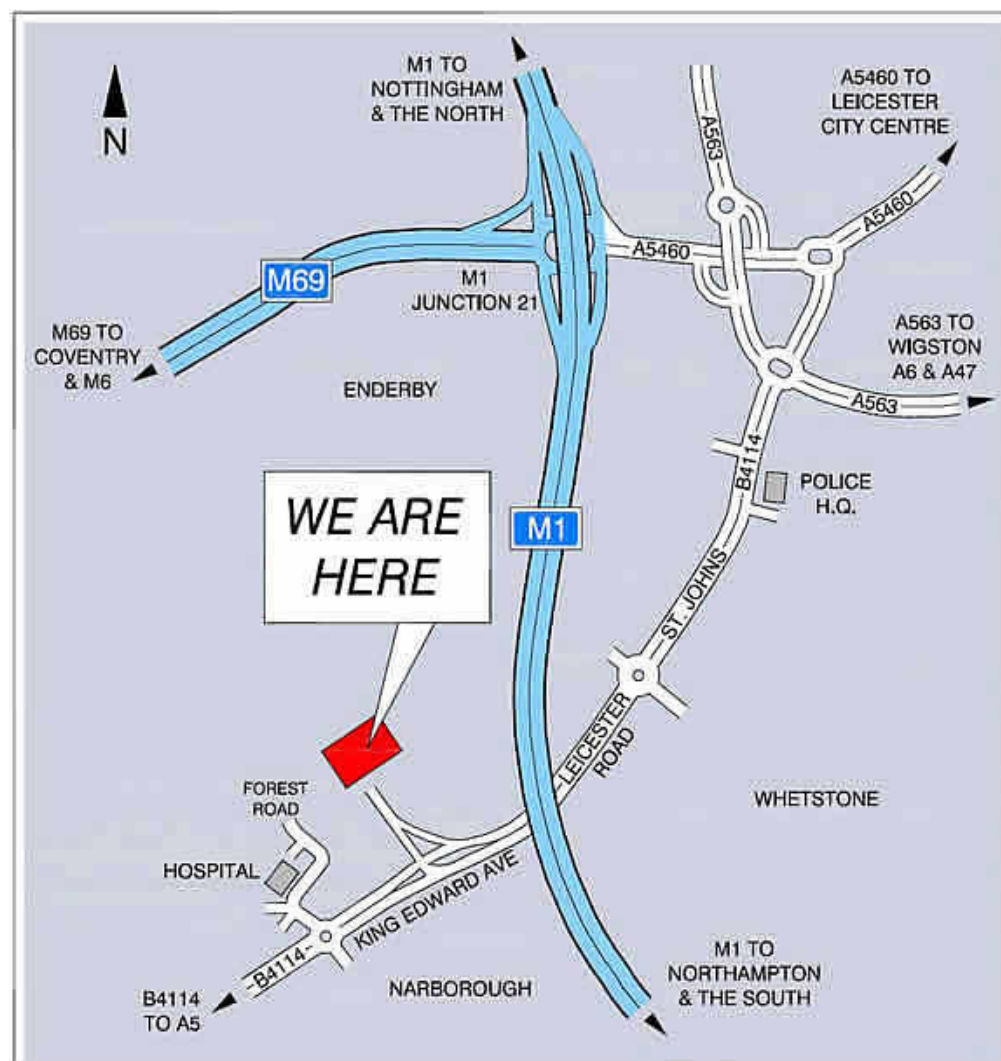 M1 TO
NOTTINGHAM
& THE NORTH
A5460 TO
LEICESTER
CITY CENTRE
N
A563
A5460
A5460
M69
M1
JUNCTION 21
M69 TO
COVENTRY
& M6
A563 TO
WIGSTON
A6 & A47
ENDERBY
A563
B4114
POLICE
H.Q.
WE ARE
HERE
M1
ST. JOHNS
LEICESTER
ROAD
FOREST
ROAD
WHETSTONE
HOSPITAL
KING EDWARD AVE
B4114
NARBOROUGH
M1 TO
NORTHAMPTON
& THE SOUTH
B4114
TO A5